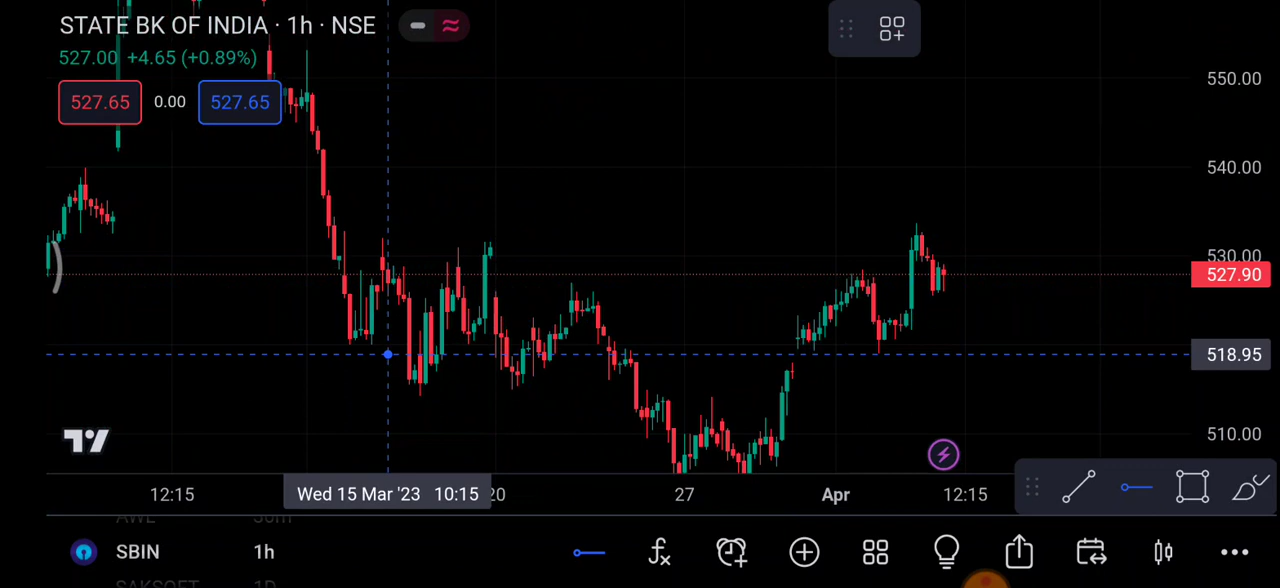 STATE BK OF INDIA · 1h · NSE
527.00 +4.65 (+0.89%)
527.65 0.00 527.65
550.00
540.00
530.00
527.90
518.95
510.00
12:15 Wed 15 Mar '23 10:15 20 27 Apr 12:15
AWL 30m
SBIN 1h
SAKSOFT 1D